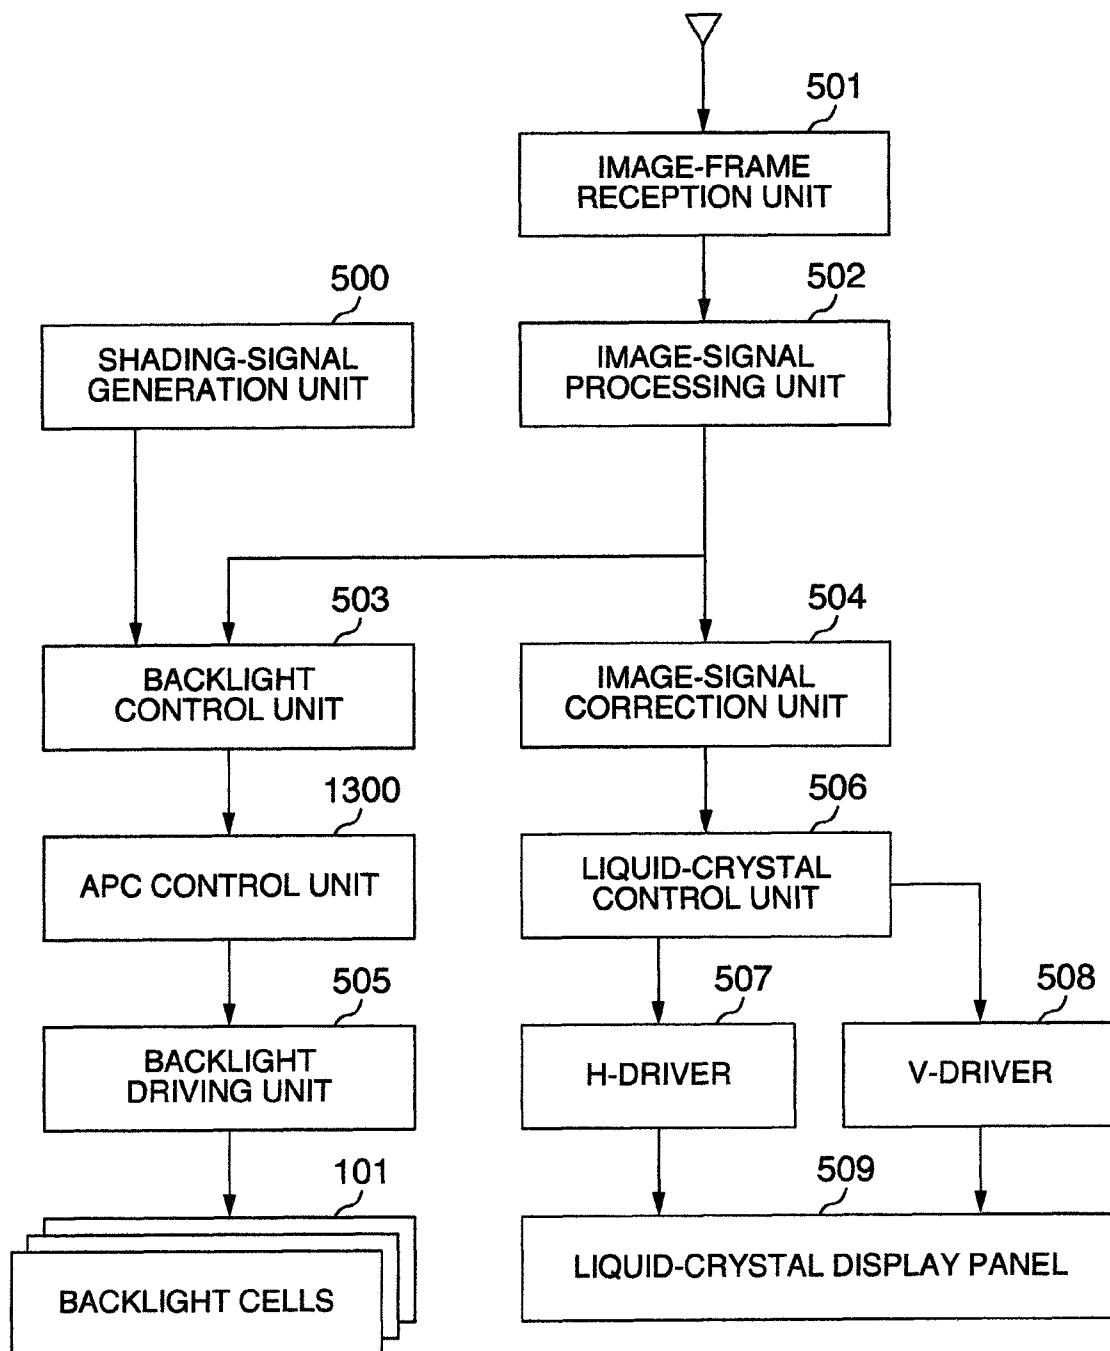 501
IMAGE-FRAME
RECEPTION UNIT
500
SHADING-SIGNAL
GENERATION UNIT
502
IMAGE-SIGNAL
PROCESSING UNIT
503
BACKLIGHT
CONTROL UNIT
504
IMAGE-SIGNAL
CORRECTION UNIT
1300
APC CONTROL UNIT
506
LIQUID-CRYSTAL
CONTROL UNIT
505
BACKLIGHT
DRIVING UNIT
507
H-DRIVER
508
V-DRIVER
101
BACKLIGHT CELLS
509
LIQUID-CRYSTAL DISPLAY PANEL